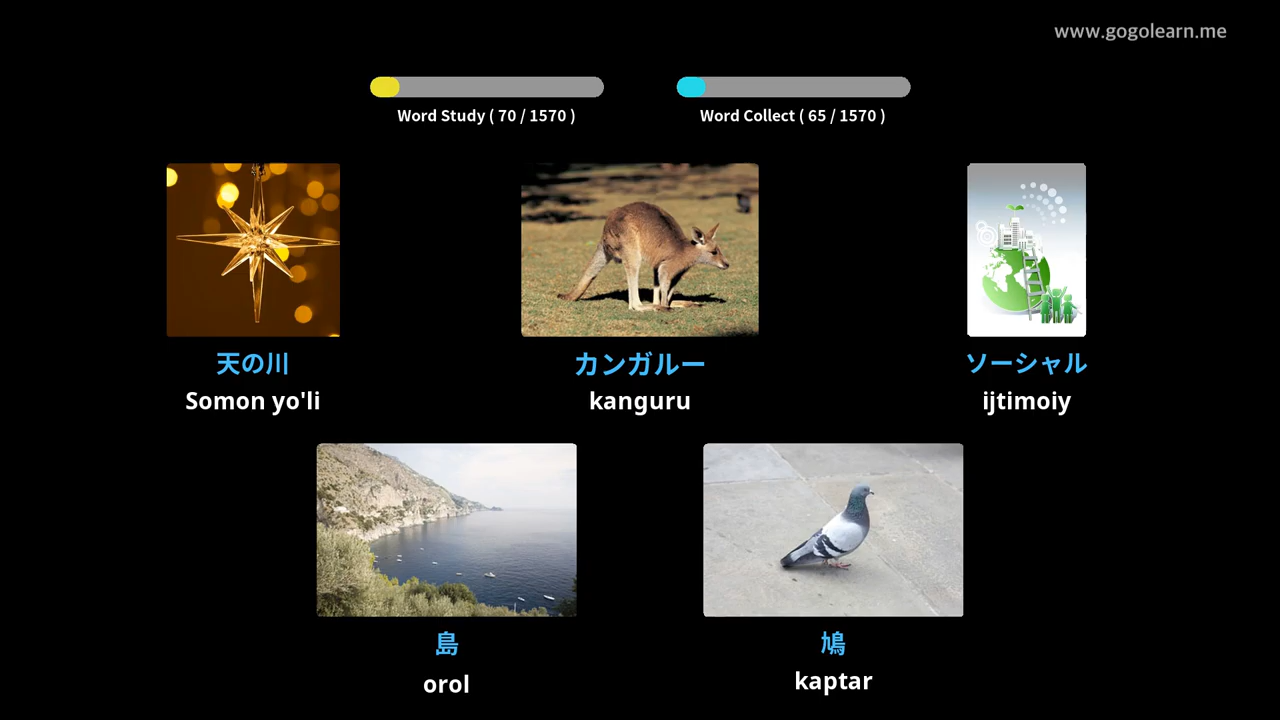 www.gogolearn.me
Word Study ( 70 / 1570 )
Word Collect ( 65 / 1570 )
天の川
Somon yo'li
カンガルー
kanguru
ソーシャル
ijtimoiy
島
orol
鳩
kaptar